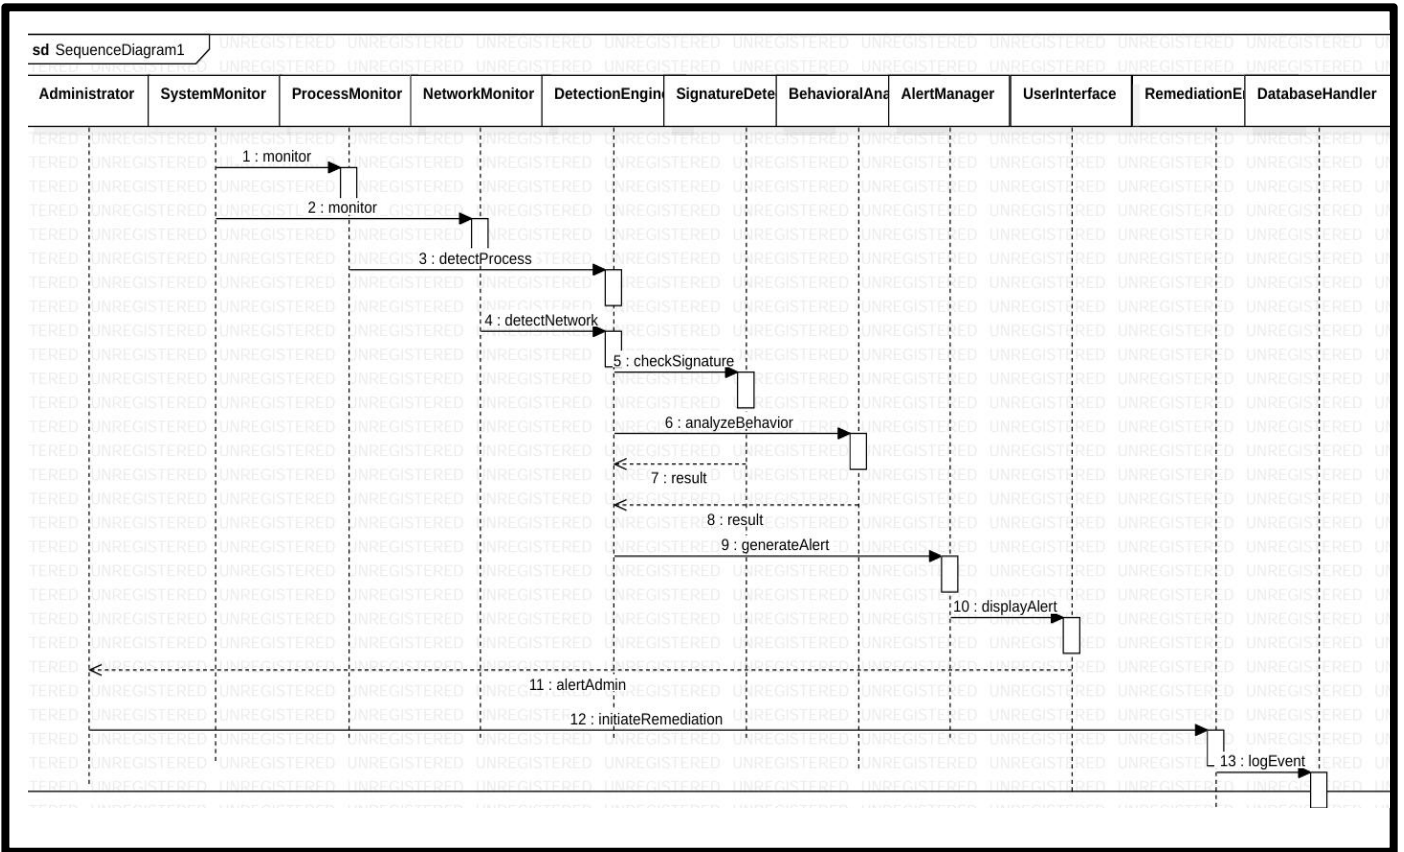 sd SequenceDiagram1
Administrator
SystemMonitor
ProcessMonitor
NetworkMonitor
DetectionEngin
SignatureDete
BehavioralAna
AlertManager
UserInterface
RemediationE
DatabaseHandler
1 : monitor
2 : monitor
3 : detectProcess
4 : detectNetwork
5 : checkSignature
6 : analyzeBehavior
7 : result
8 : result
9 : generateAlert
10 : displayAlert
11 : alertAdmin
12 : initiateRemediation
13 : logEvent
UNREGISTERED